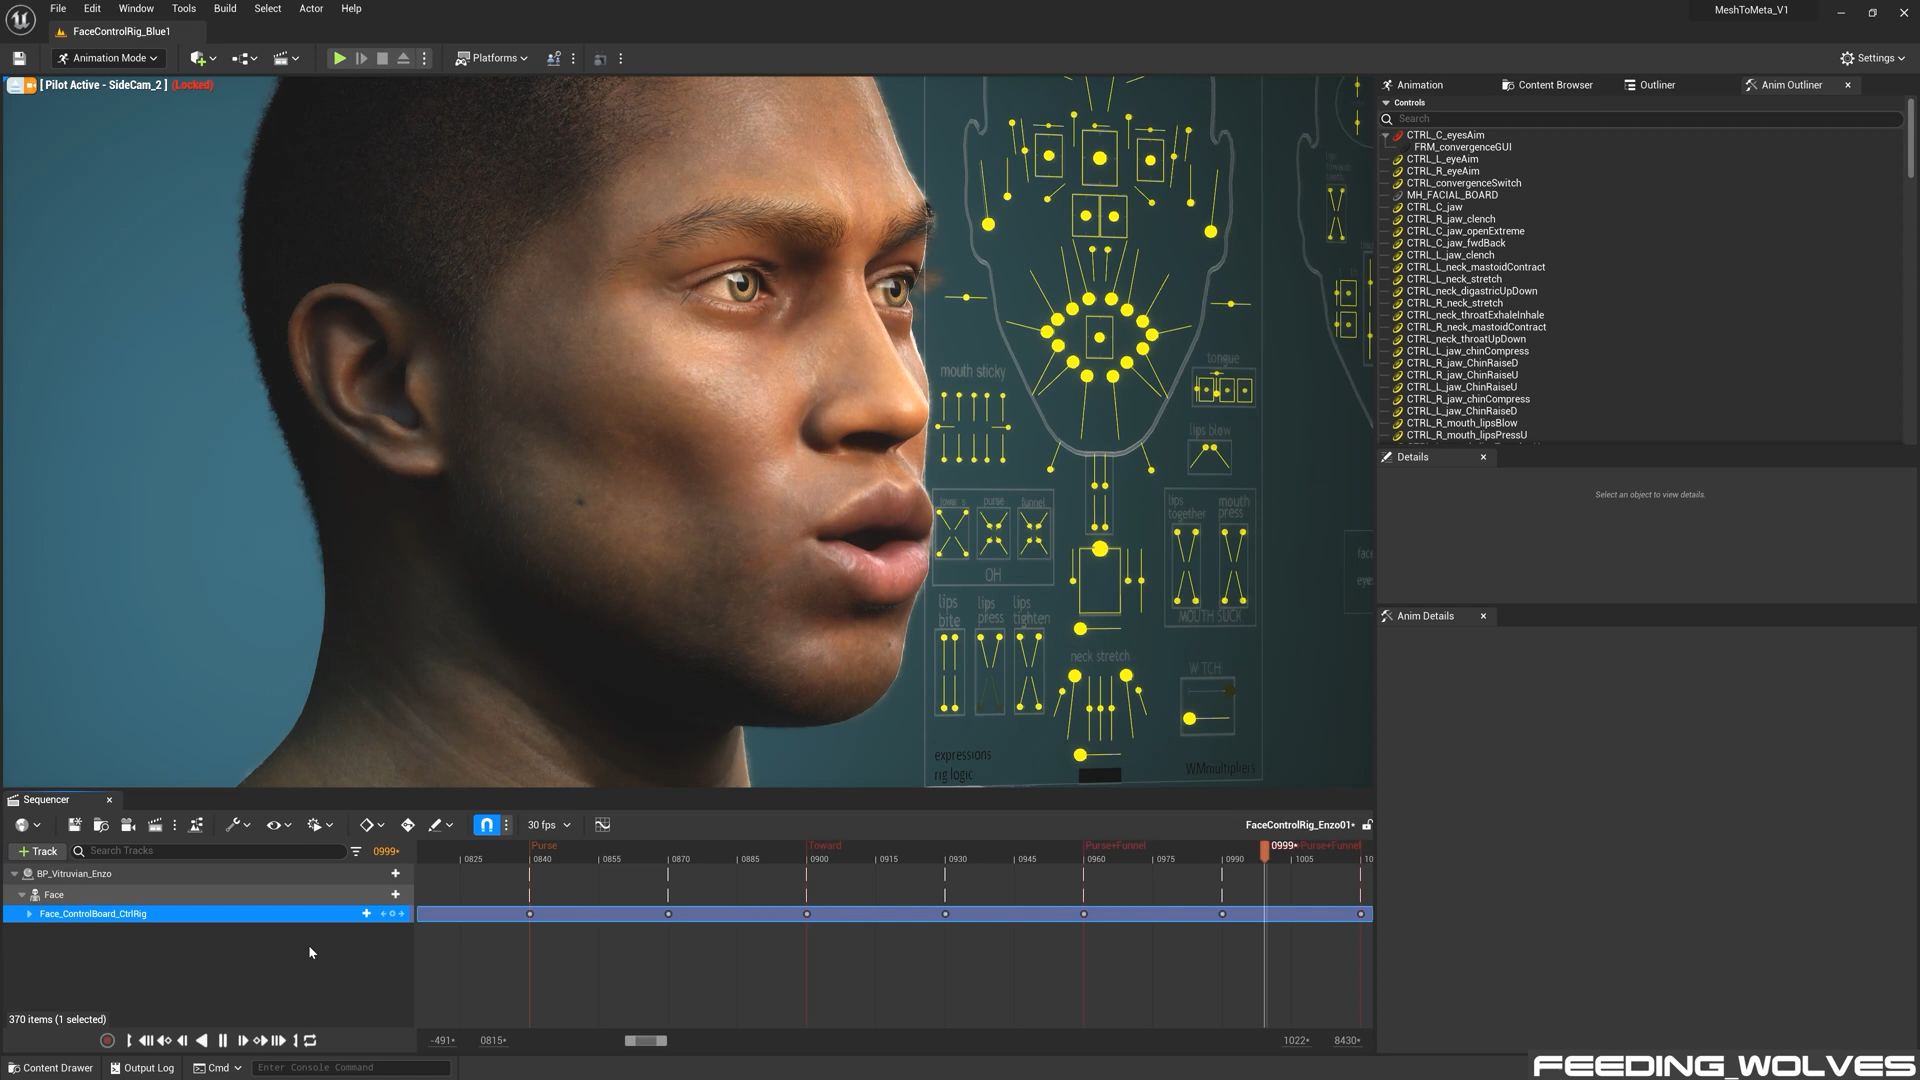 File Edit Window Tools Build Select Actor Help
MeshToMeta_V1
FaceControlRig_Blue1
Animation Mode
Platforms
Settings
[ Pilot Active - SideCam_2 ] (Locked)
Animation Content Browser Outliner Anim Outliner
Controls
Search
CTRL_C_eyesAim
FRM_convergenceGUI
CTRL_L_eyeAim
CTRL_R_eyeAim
CTRL_convergenceSwitch
MH_FACIAL_BOARD
CTRL_C_jaw
CTRL_R_jaw_clench
CTRL_C_jaw_openExtreme
CTRL_C_jaw_fwdBack
CTRL_L_jaw_clench
CTRL_L_neck_mastoidContract
CTRL_L_neck_stretch
CTRL_neck_digastricUpDown
CTRL_R_neck_stretch
CTRL_neck_throatExhaleInhale
CTRL_R_neck_mastoidContract
CTRL_neck_throatUpDown
CTRL_L_jaw_chinCompress
CTRL_R_jaw_ChinRaiseD
CTRL_R_jaw_ChinRaiseU
CTRL_L_jaw_ChinRaiseU
CTRL_R_jaw_chinCompress
CTRL_L_jaw_ChinRaiseD
CTRL_R_mouth_lipsBlow
CTRL_R_mouth_lipsPressU
Details
Select an object to view details.
Anim Details
mouth sticky
tongue
lips blow
purse funnel
OH
lips together
mouth press
MOUTH SUCK
lips bite
lips press
lips tighten
neck stretch
expressions
rig logic
WMmultipliers
face
eye
Sequencer
30 fps
FaceControlRig_Enzo01*
Track
Search Tracks
0999*
Purse Toward Purse+Funnel 0999* Purse+Funnel
0825 0840 0855 0870 0885 0900 0915 0930 0945 0960 0975 0990 1005 10
BP_Vitruvian_Enzo
Face
Face_ControlBoard_CtrlRig
370 items (1 selected)
-491* 0815* 1022* 8430*
Content Drawer Output Log Cmd Enter Console Command
FEEDING_WOLVES